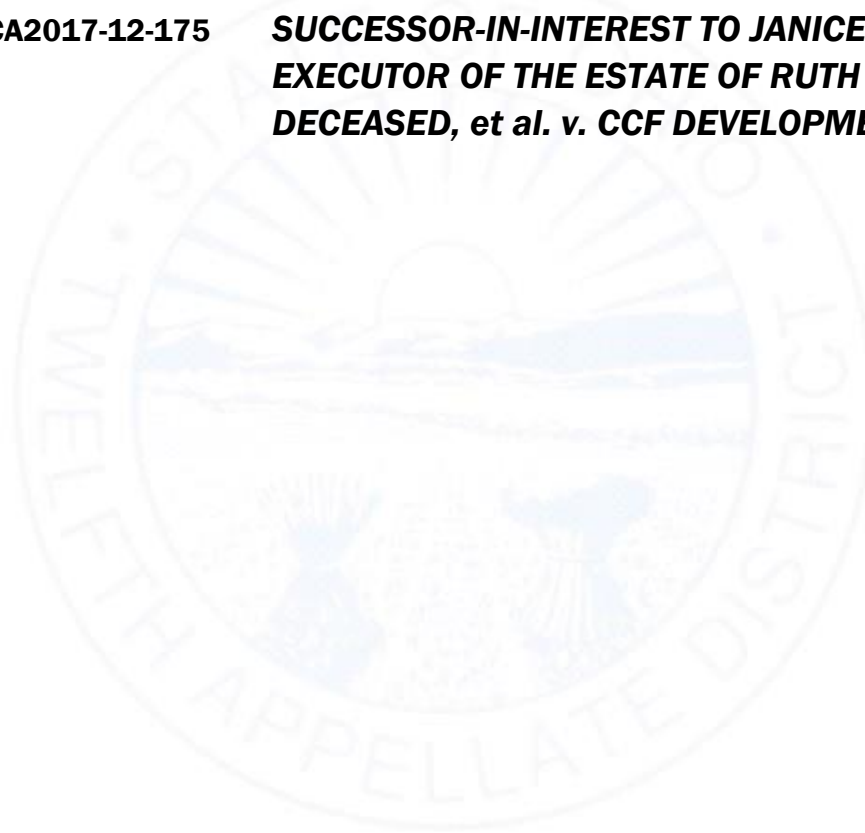 CA2017-12-175 SUCCESSOR-IN-INTEREST TO JANICE
EXECUTOR OF THE ESTATE OF RUTH
DECEASED, et al. v. CCF DEVELOPME
TWELFTH APPELLATE DISTRICT